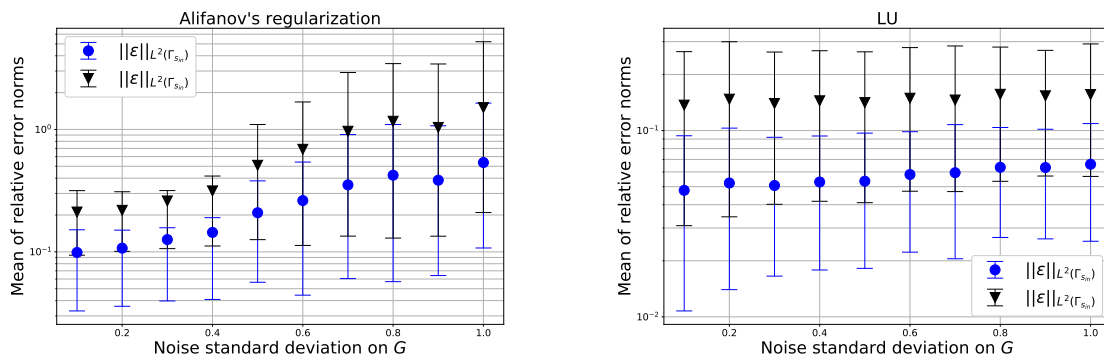 Alifanov's regularization
||ε||L²(Γsin)
||ε||L²(Γsin)
Mean of relative error norms
10⁰
10⁻¹
0.2 0.4 0.6 0.8 1.0
Noise standard deviation on G
LU
Mean of relative error norms
10⁻¹
10⁻²
||ε||L²(Γsin)
||ε||L²(Γsin)
0.2 0.4 0.6 0.8 1.0
Noise standard deviation on G